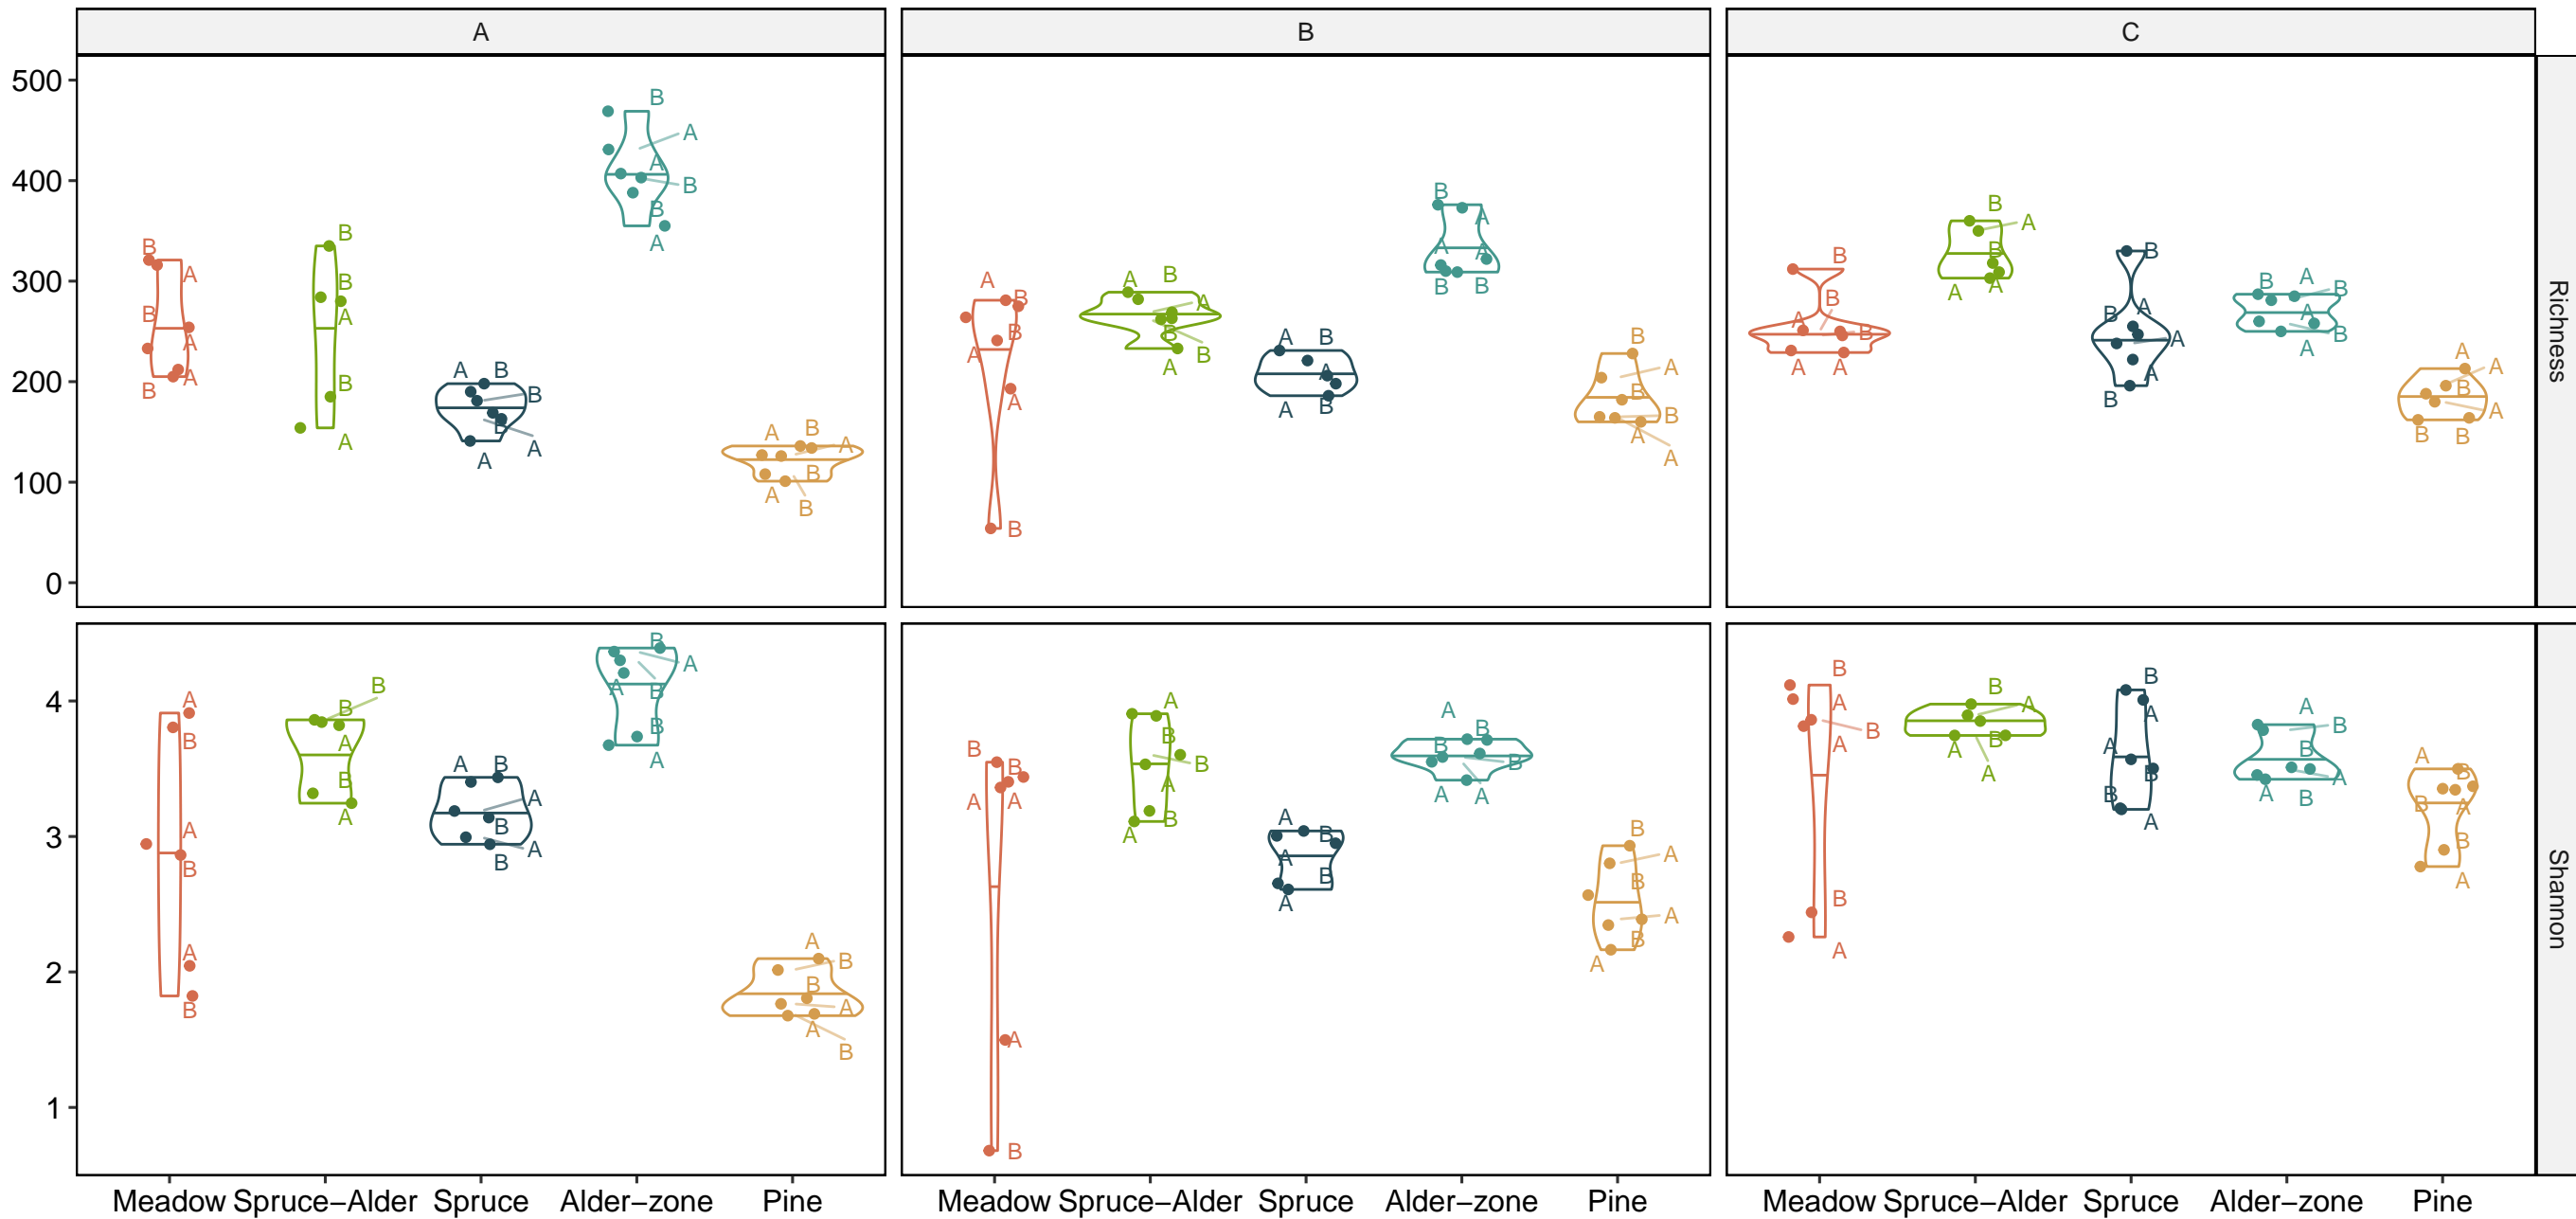 A B C
500
400
300
200
100
0
Richness
B A B A B A
B B A B A
A B B B A A
B A A B B A
A B A B A B
A B B A A B
A B A B B A
A B A B B A
B A A A B B
B A B B A A
B B A B A A
B A B B A A
B B A A A B
B A B A B A
A A B A B B
4
3
2
1
Shannon
A B A B A B
B B A B A
A B A B A B
B A A B B A
A B B A A B
B B A A A B
A B B A B A
A B A B A
A B B B A A
B A B A B A
B A B A B A
B A B A A
B A A B B A
A B B A A B
A B B A B A
Meadow Spruce–Alder Spruce Alder–zone Pine Meadow Spruce–Alder Spruce Alder–zone Pine Meadow Spruce–Alder Spruce Alder–zone Pine